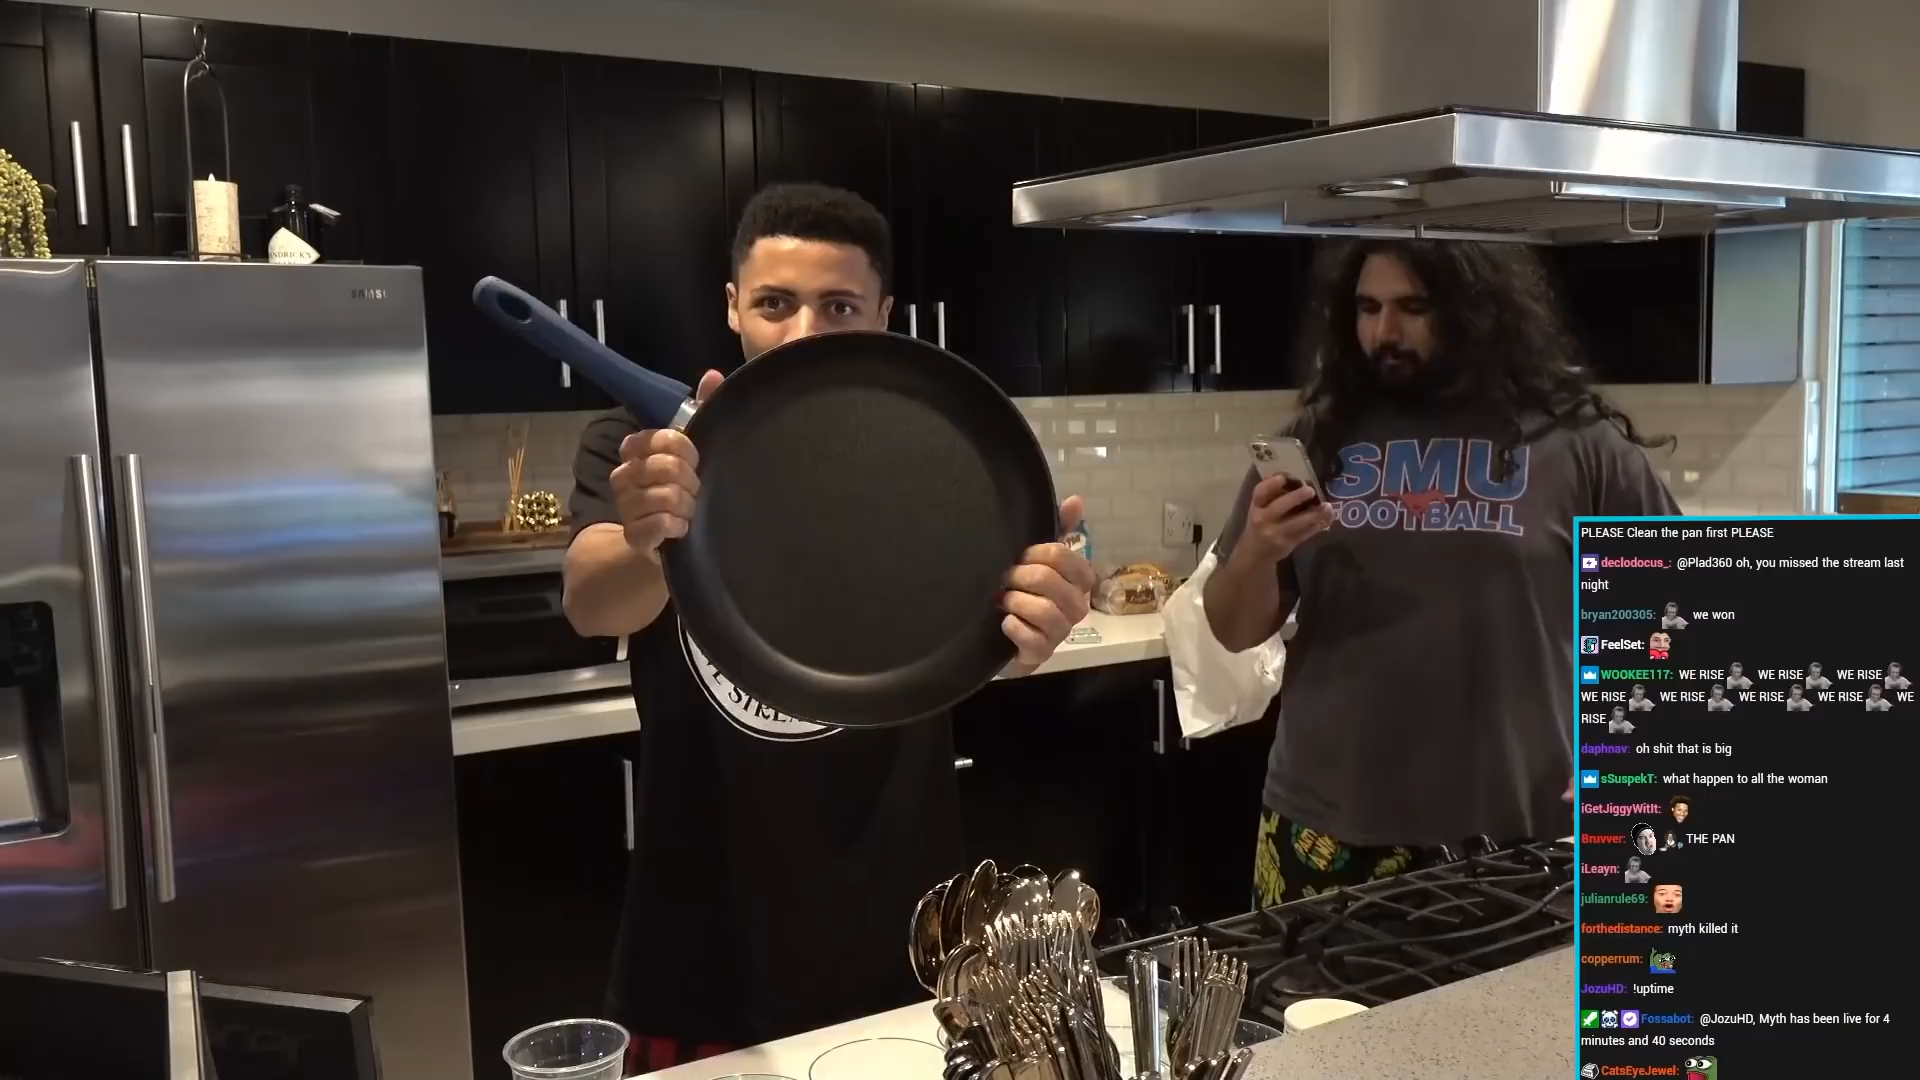 SAMSU
NDRICK'S
SMU
FOOTBALL
PLEASE Clean the pan first PLEASE
declodocus_: @Plad360 oh, you missed the stream last
night
bryan200305: we won
FeelSet:
WOOKEE117: WE RISE WE RISE WE RISE
WE RISE WE RISE WE RISE WE RISE WE
RISE
daphnav: oh shit that is big
sSuspekT: what happen to all the woman
iGetJiggyWitIt:
Bruvver: THE PAN
iLeayn:
julianrule69:
forthedistance: myth killed it
copperrum:
JozuHD: !uptime
Fossabot: @JozuHD, Myth has been live for 4
minutes and 40 seconds
CatsEyeJewel: